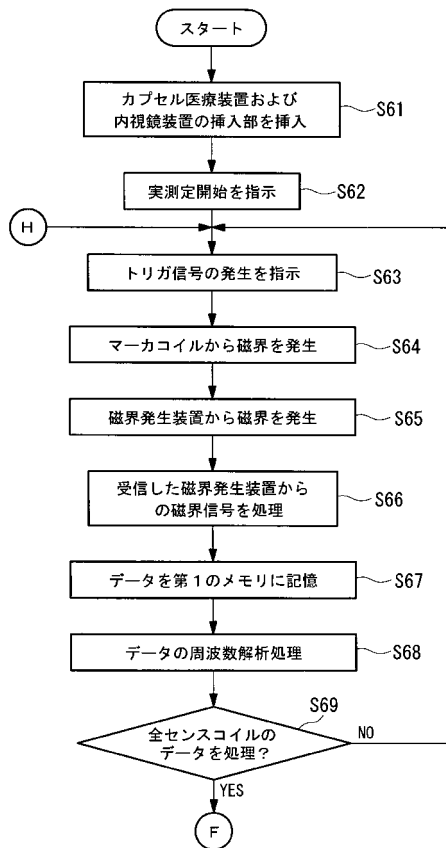 スタート
カプセル医療装置および
内視鏡装置の挿入部を挿入
S61
実測定開始を指示
S62
H
トリガ信号の発生を指示
S63
マーカコイルから磁界を発生
S64
磁界発生装置から磁界を発生
S65
受信した磁界発生装置から
の磁界信号を処理
S66
データを第1のメモリに記憶
S67
データの周波数解析処理
S68
全センスコイルの
データを処理?
S69
NO
YES
F